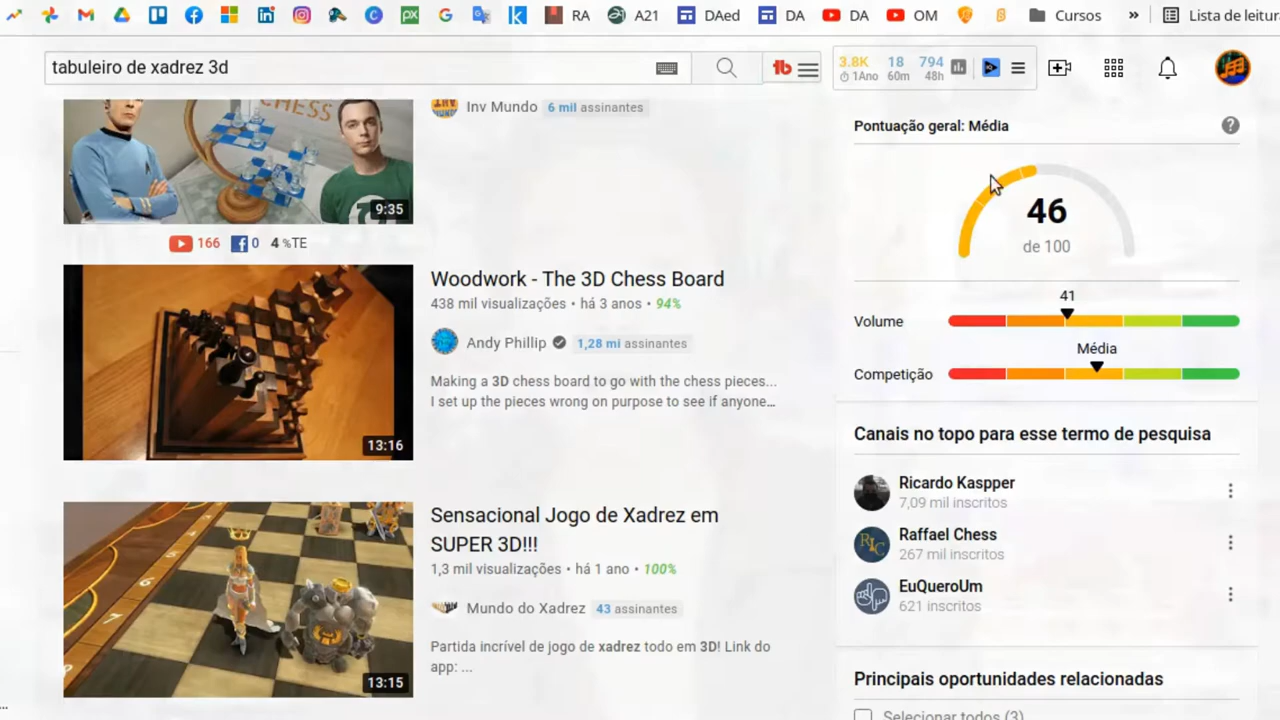 RA
A21
DAed
DA
DA
OM
Cursos
»
Lista de leitur
tabuleiro de xadrez 3d
3.8K
1Ano
18
60m
794
48h
CHESS
9:35
Inv Mundo 6 mil assinantes
166 0 4 %TE
13:16
Woodwork - The 3D Chess Board
438 mil visualizações • há 3 anos • 94%
Andy Phillip 1,28 mi assinantes
Making a 3D chess board to go with the chess pieces...
I set up the pieces wrong on purpose to see if anyone...
13:15
Sensacional Jogo de Xadrez em
SUPER 3D!!!
1,3 mil visualizações • há 1 ano • 100%
Mundo do Xadrez 43 assinantes
Partida incrível de jogo de xadrez todo em 3D! Link do
app: ...
Pontuação geral: Média
46
de 100
41
Volume
Média
Competição
Canais no topo para esse termo de pesquisa
Ricardo Kaspper
7,09 mil inscritos
Raffael Chess
267 mil inscritos
EuQueroUm
621 inscritos
Principais oportunidades relacionadas
Selecionar todos (3)